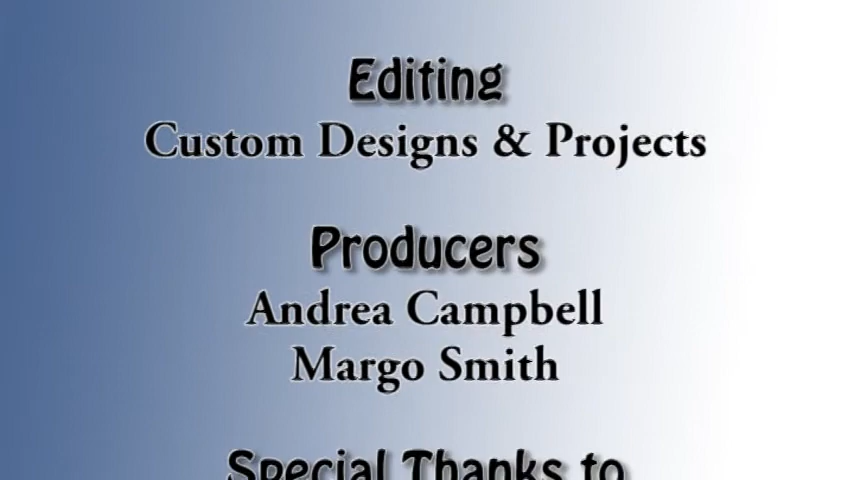 Editing
Custom Designs & Projects
Producers
Andrea Campbell
Margo Smith
Special Thanks to